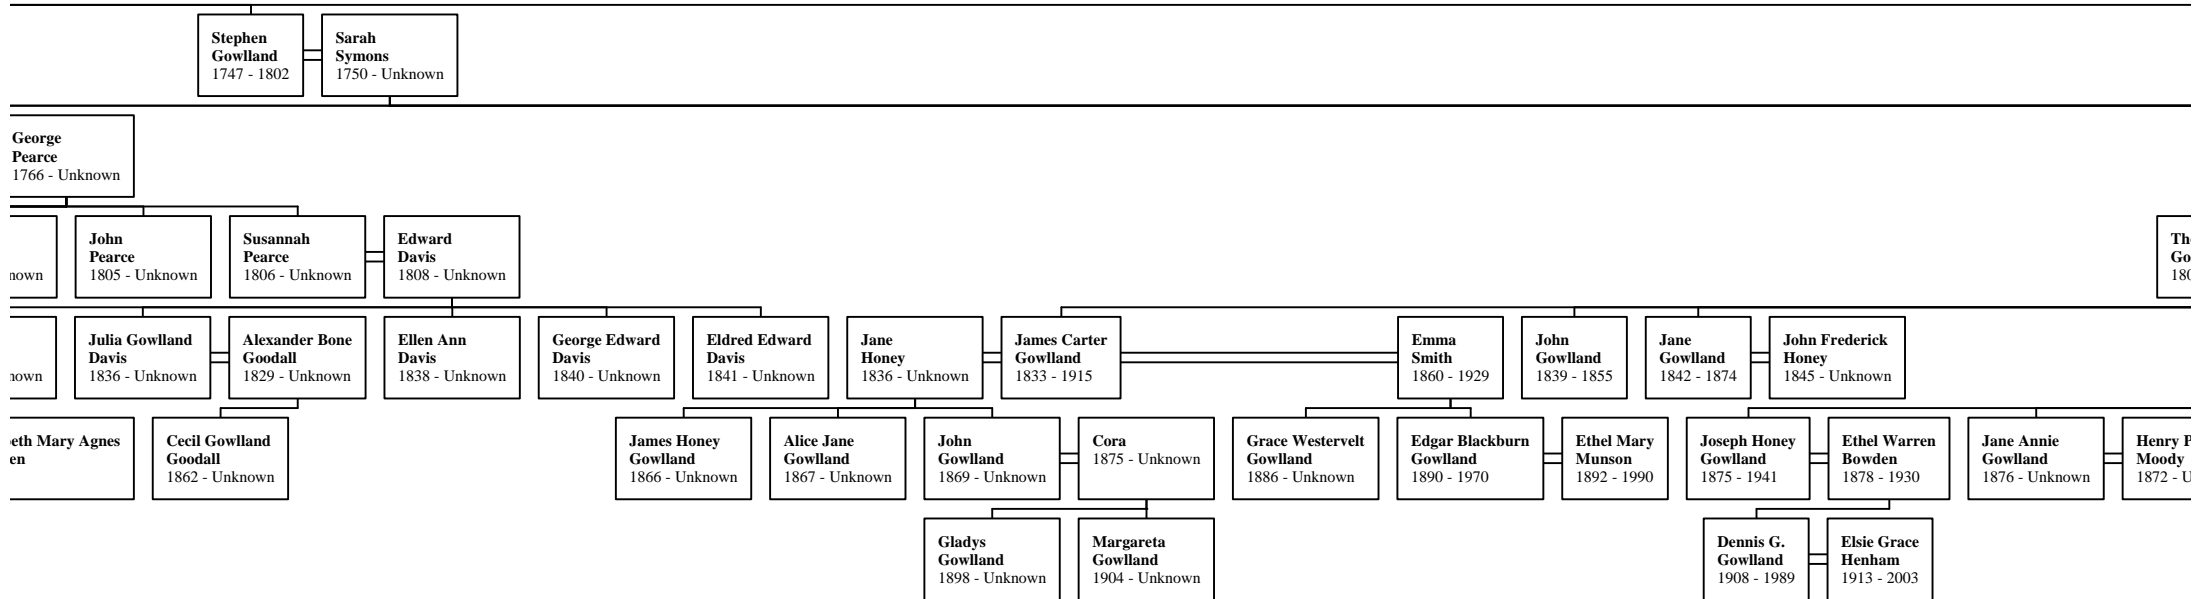 Stephen
Gowlland
1747 - 1802
Sarah
Symons
1750 - Unknown
George
Pearce
1766 - Unknown
John
Pearce
1805 - Unknown
Susannah
Pearce
1806 - Unknown
Edward
Davis
1808 - Unknown
Julia Gowlland
Davis
1836 - Unknown
Alexander Bone
Goodall
1829 - Unknown
Ellen Ann
Davis
1838 - Unknown
George Edward
Davis
1840 - Unknown
Eldred Edward
Davis
1841 - Unknown
Jane
Honey
1836 - Unknown
James Carter
Gowlland
1833 - 1915
Emma
Smith
1860 - 1929
John
Gowlland
1839 - 1855
Jane
Gowlland
1842 - 1874
John Frederick
Honey
1845 - Unknown
Mary Agnes
Cecil Gowlland
Goodall
1862 - Unknown
James Honey
Gowlland
1866 - Unknown
Alice Jane
Gowlland
1867 - Unknown
John
Gowlland
1869 - Unknown
Cora
1875 - Unknown
Grace Westervelt
Gowlland
1886 - Unknown
Edgar Blackburn
Gowlland
1890 - 1970
Ethel Mary
Munson
1892 - 1990
Joseph Honey
Gowlland
1875 - 1941
Ethel Warren
Bowden
1878 - 1930
Jane Annie
Gowlland
1876 - Unknown
Henry
Moody
1872 -
Gladys
Gowlland
1898 - Unknown
Margareta
Gowlland
1904 - Unknown
Dennis G.
Gowlland
1908 - 1989
Elsie Grace
Henham
1913 - 2003